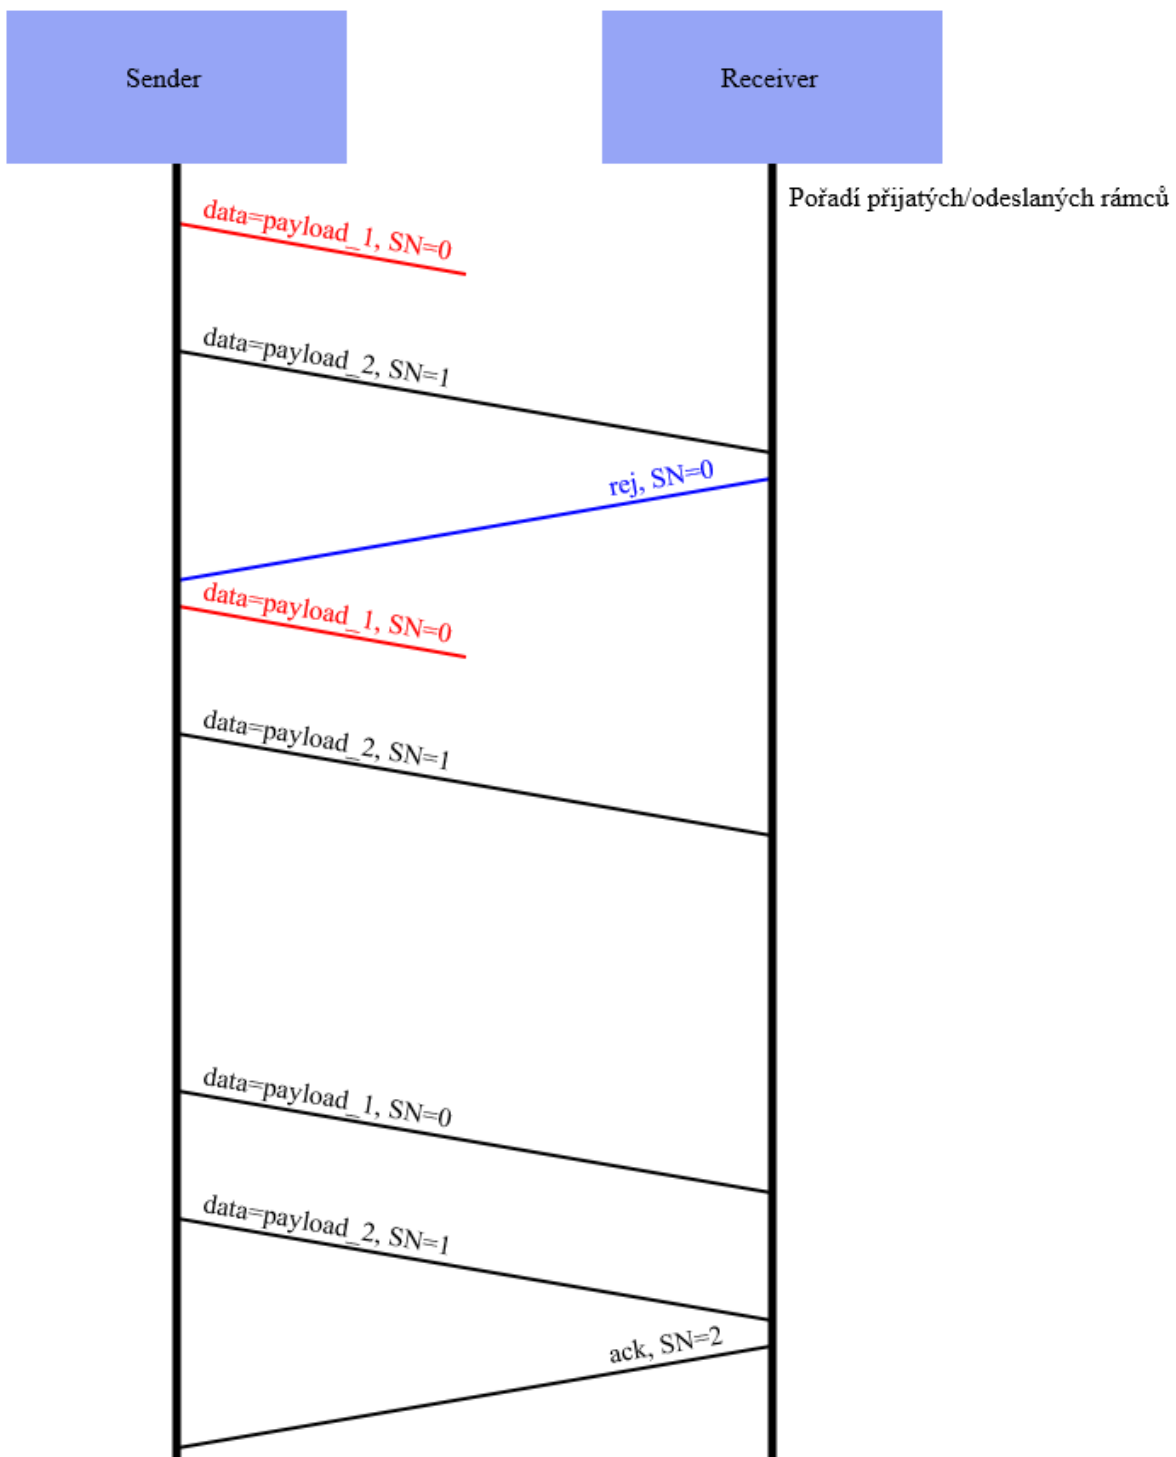 Sender
Receiver
Pořadí přijatých/odeslaných rámců
data=payload_1, SN=0
data=payload_2, SN=1
rej, SN=0
data=payload_1, SN=0
data=payload_2, SN=1
data=payload_1, SN=0
data=payload_2, SN=1
ack, SN=2